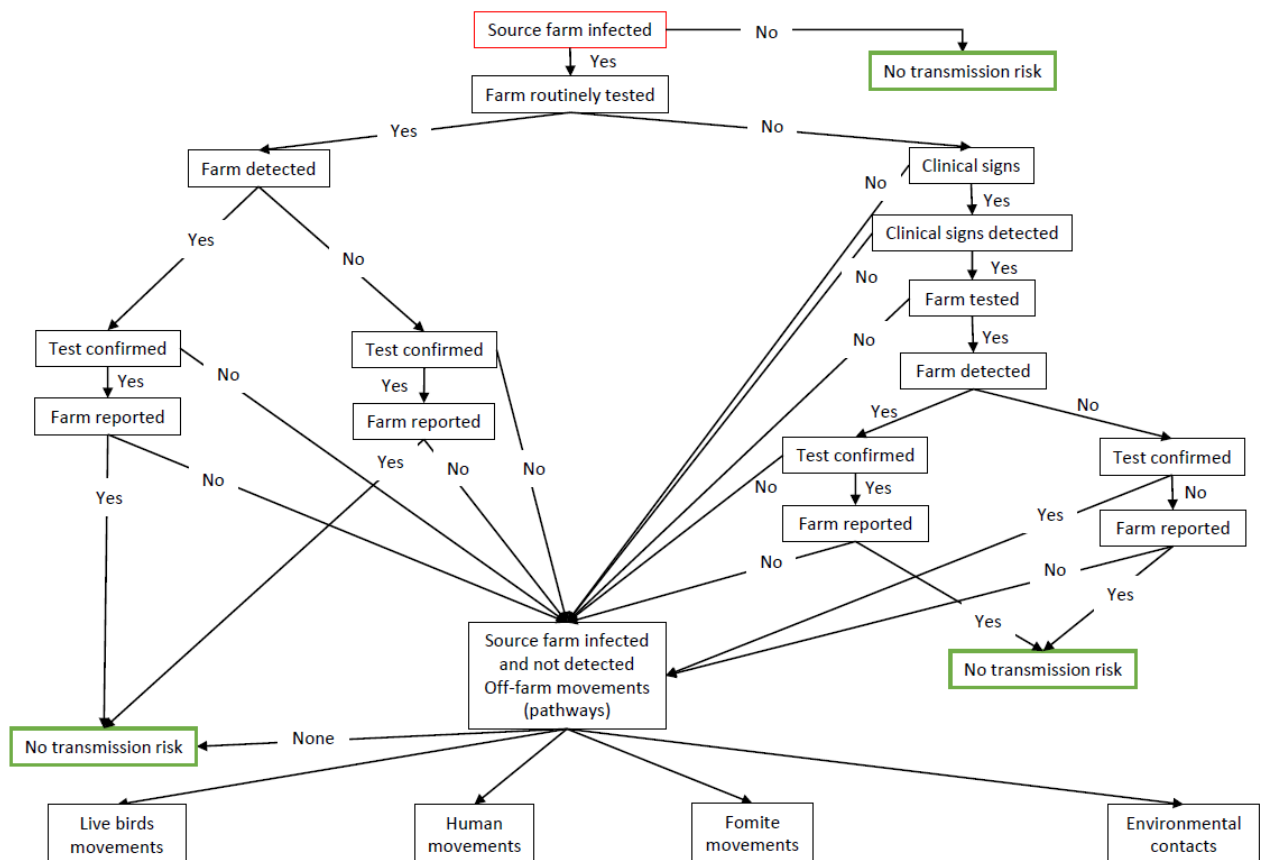 Source farm infected
No
No transmission risk
Yes
Farm routinely tested
Yes
No
Farm detected
Clinical signs
No
Yes
Clinical signs detected
Yes
No
No
Yes
Farm tested
Test confirmed
Test confirmed
No
Yes
No
Farm detected
Yes
Yes
Farm reported
Farm reported
Yes
No
Test confirmed
Test confirmed
Yes
No
No
No
Yes
No
Yes
No
Farm reported
Farm reported
Yes
No
No
Yes
Yes
Source farm infected
and not detected
Off-farm movements
(pathways)
No transmission risk
No transmission risk
None
Live birds
movements
Human
movements
Fomite
movements
Environmental
contacts